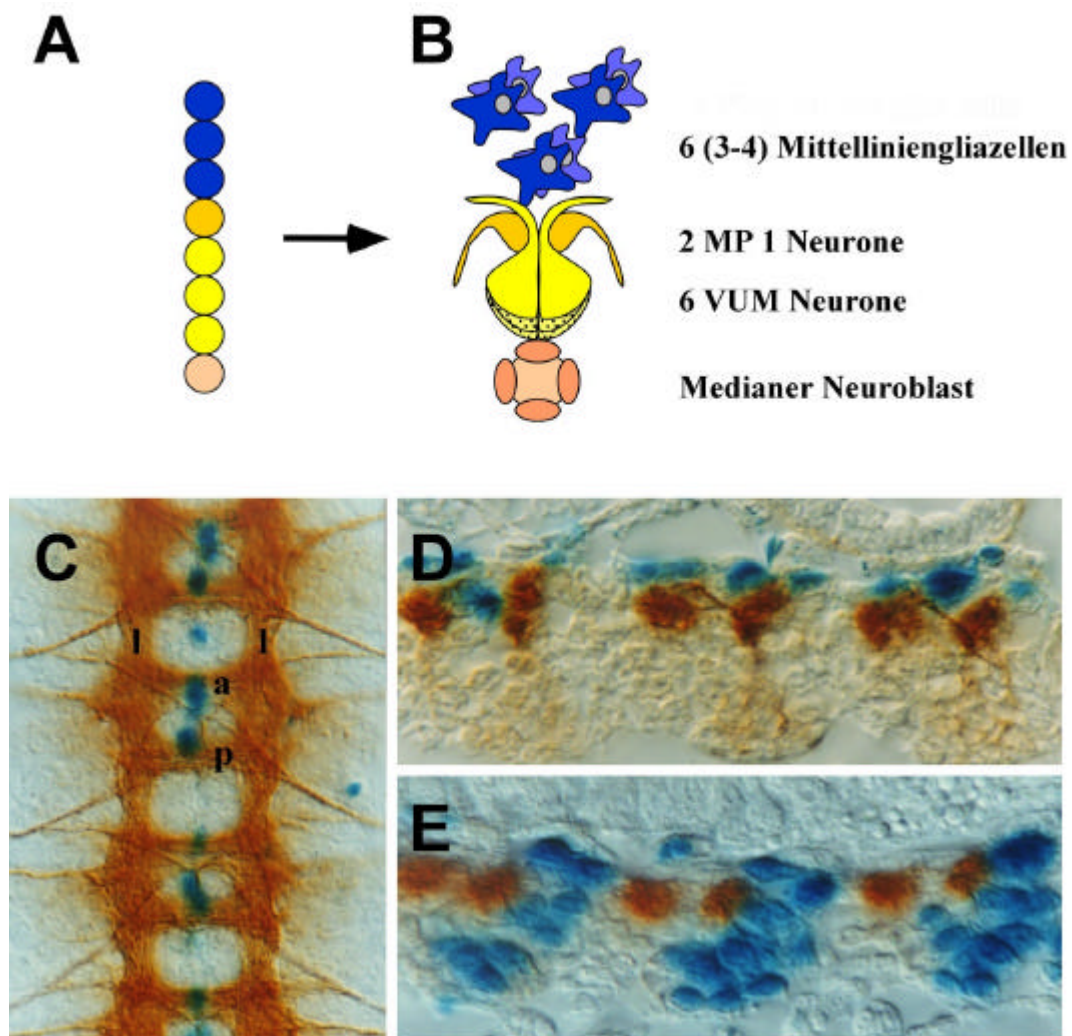 A
B
6 (3-4) Mittelliniengliazellen
2 MP 1 Neurone
6 VUM Neurone
Medianer Neuroblast
C
l l
a
p
D
E